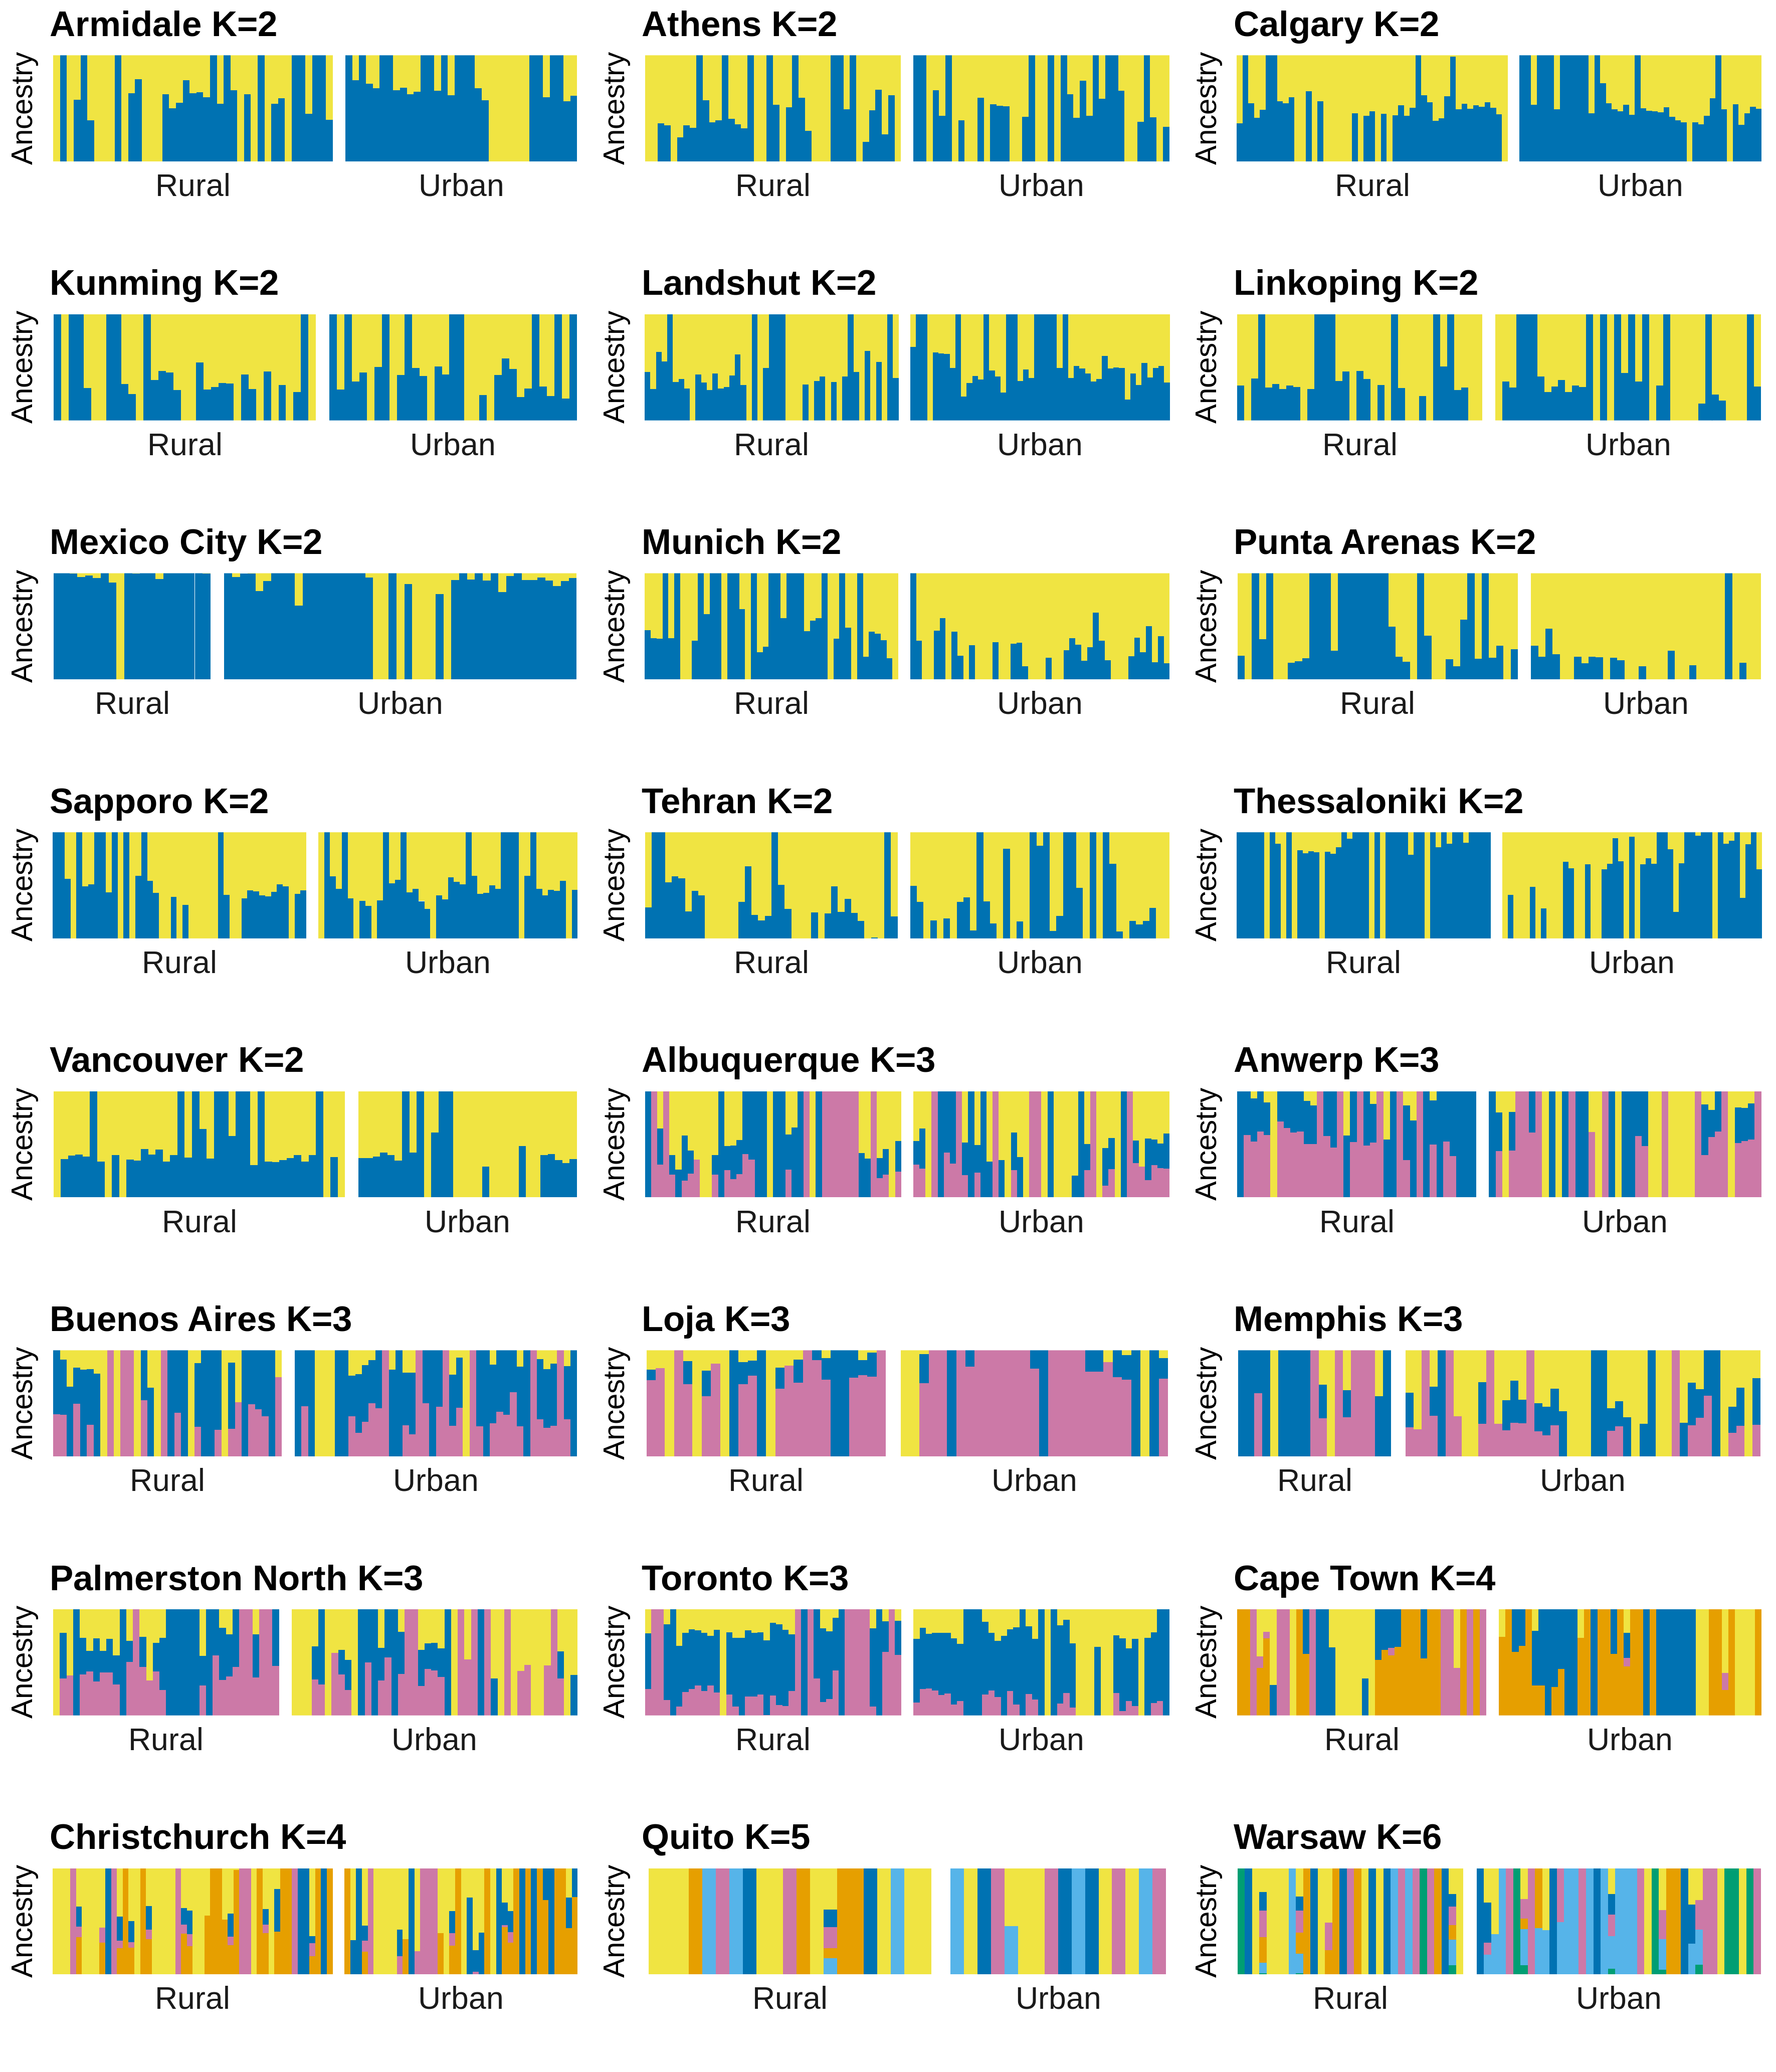 Armidale K=2
Athens K=2
Calgary K=2
Ancestry
Ancestry
Ancestry
Rural
Urban
Rural
Urban
Rural
Urban
Kunming K=2
Landshut K=2
Linkoping K=2
Ancestry
Ancestry
Ancestry
Rural
Urban
Rural
Urban
Rural
Urban
Mexico City K=2
Munich K=2
Punta Arenas K=2
Ancestry
Ancestry
Ancestry
Rural
Urban
Rural
Urban
Rural
Urban
Sapporo K=2
Tehran K=2
Thessaloniki K=2
Ancestry
Ancestry
Ancestry
Rural
Urban
Rural
Urban
Rural
Urban
Vancouver K=2
Albuquerque K=3
Anwerp K=3
Ancestry
Ancestry
Ancestry
Rural
Urban
Rural
Urban
Rural
Urban
Buenos Aires K=3
Loja K=3
Memphis K=3
Ancestry
Ancestry
Ancestry
Rural
Urban
Rural
Urban
Rural
Urban
Palmerston North K=3
Toronto K=3
Cape Town K=4
Ancestry
Ancestry
Ancestry
Rural
Urban
Rural
Urban
Rural
Urban
Christchurch K=4
Quito K=5
Warsaw K=6
Ancestry
Ancestry
Ancestry
Rural
Urban
Rural
Urban
Rural
Urban